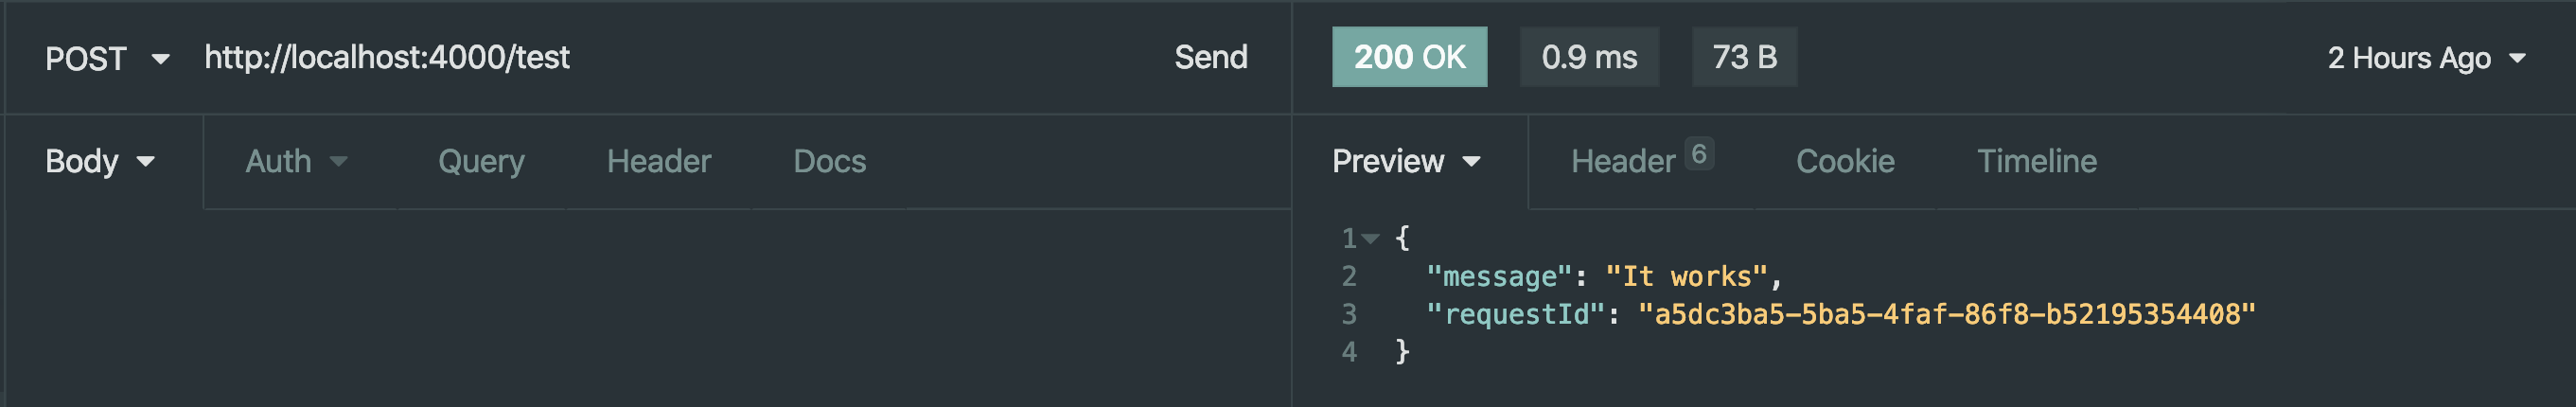 POST http://localhost:4000/test Send 200 OK 0.9 ms 73 B 2 Hours Ago
Body Auth Query Header Docs Preview Header 6 Cookie Timeline
1 {
2 "message": "It works",
3 "requestId": "a5dc3ba5-5ba5-4faf-86f8-b52195354408"
4 }